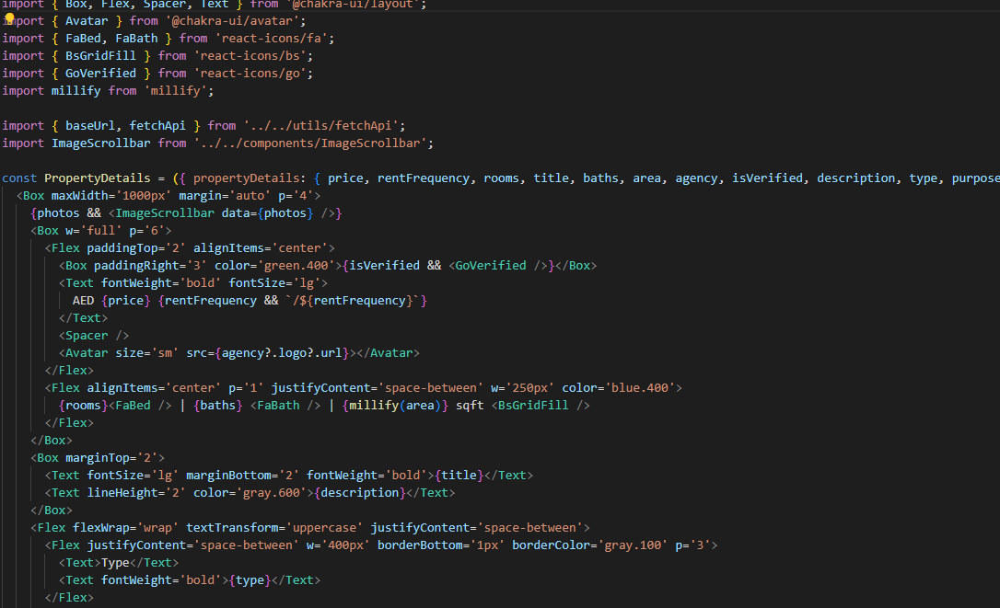 import { Box, Flex, Spacer, Text } from '@chakra-ui/layout';
import { Avatar } from '@chakra-ui/avatar';
import { FaBed, FaBath } from 'react-icons/fa';
import { BsGridFill } from 'react-icons/bs';
import { GoVerified } from 'react-icons/go';
import millify from 'millify';
import { baseUrl, fetchApi } from '../../utils/fetchApi';
import ImageScrollbar from '../../components/ImageScrollbar';
const PropertyDetails = ({ propertyDetails: { price, rentFrequency, rooms, title, baths, area, agency, isVerified, description, type, purpose
<Box maxWidth='1000px' margin='auto' p='4'>
{photos && <ImageScrollbar data={photos} />}
<Box w='full' p='6'>
<Flex paddingTop='2' alignItems='center'>
<Box paddingRight='3' color='green.400'>{isVerified && <GoVerified />}</Box>
<Text fontWeight='bold' fontSize='lg'>
AED {price} {rentFrequency && `/${rentFrequency}`}
</Text>
<Spacer />
<Avatar size='sm' src={agency?.logo?.url}></Avatar>
</Flex>
<Flex alignItems='center' p='1' justifyContent='space-between' w='250px' color='blue.400'>
{rooms}<FaBed /> | {baths} <FaBath /> | {millify(area)} sqft <BsGridFill />
</Flex>
</Box>
<Box marginTop='2'>
<Text fontSize='lg' marginBottom='2' fontWeight='bold'>{title}</Text>
<Text lineHeight='2' color='gray.600'>{description}</Text>
</Box>
<Flex flexWrap='wrap' textTransform='uppercase' justifyContent='space-between'>
<Flex justifyContent='space-between' w='400px' borderBottom='1px' borderColor='gray.100' p='3'>
<Text>Type</Text>
<Text fontWeight='bold'>{type}</Text>
</Flex>